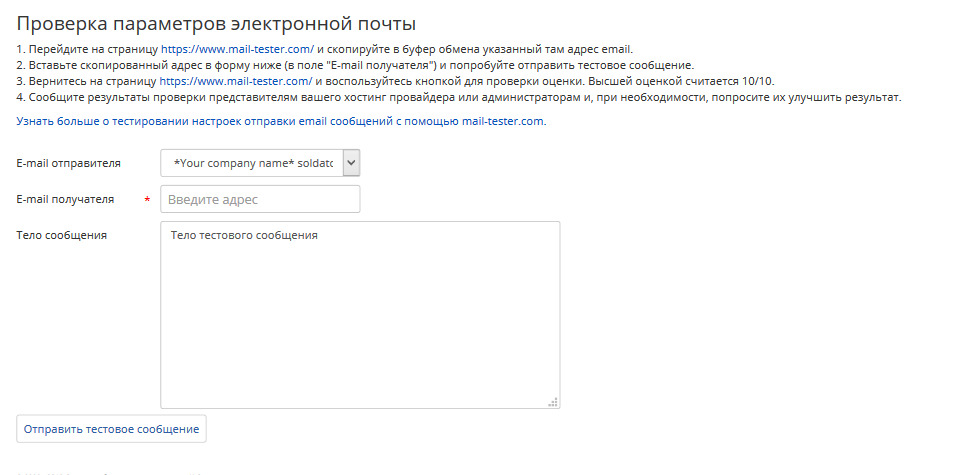 Проверка параметров электронной почты
1. Перейдите на страницу https://www.mail-tester.com/ и скопируйте в буфер обмена указанный там адрес email.
2. Вставьте скопированный адрес в форму ниже (в поле "E-mail получателя") и попробуйте отправить тестовое сообщение.
3. Вернитесь на страницу https://www.mail-tester.com/ и воспользуйтесь кнопкой для проверки оценки. Высшей оценкой считается 10/10.
4. Сообщите результаты проверки представителям вашего хостинг провайдера или администраторам и, при необходимости, попросите их улучшить результат.
Узнать больше о тестировании настроек отправки email сообщений с помощью mail-tester.com.
E-mail отправителя *Your company name* soldatc
E-mail получателя * Введите адрес
Тело сообщения Тело тестового сообщения
Отправить тестовое сообщение